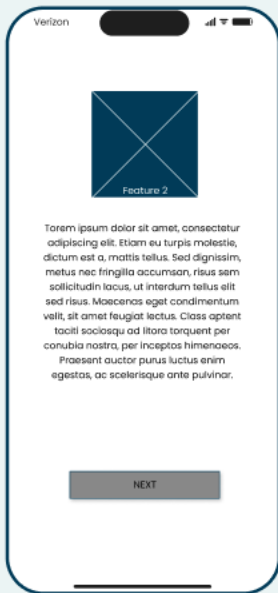 Verizon
Feature 2
Torem ipsum dolor sit amet, consectetur
adipiscing elit. Etiam eu turpis molestie,
dictum est a, mattis tellus. Sed dignissim,
metus nec fringilla accumsan, risus sem
sollicitudin lacus, ut interdum tellus elit
sed risus. Maecenas eget condimentum
velit, sit amet feugiat lectus. Class aptent
taciti sociosqu ad litora torquent per
conubia nostra, per inceptos himenaeos.
Praesent auctor purus luctus enim
egestas, ac scelerisque ante pulvinar.
NEXT